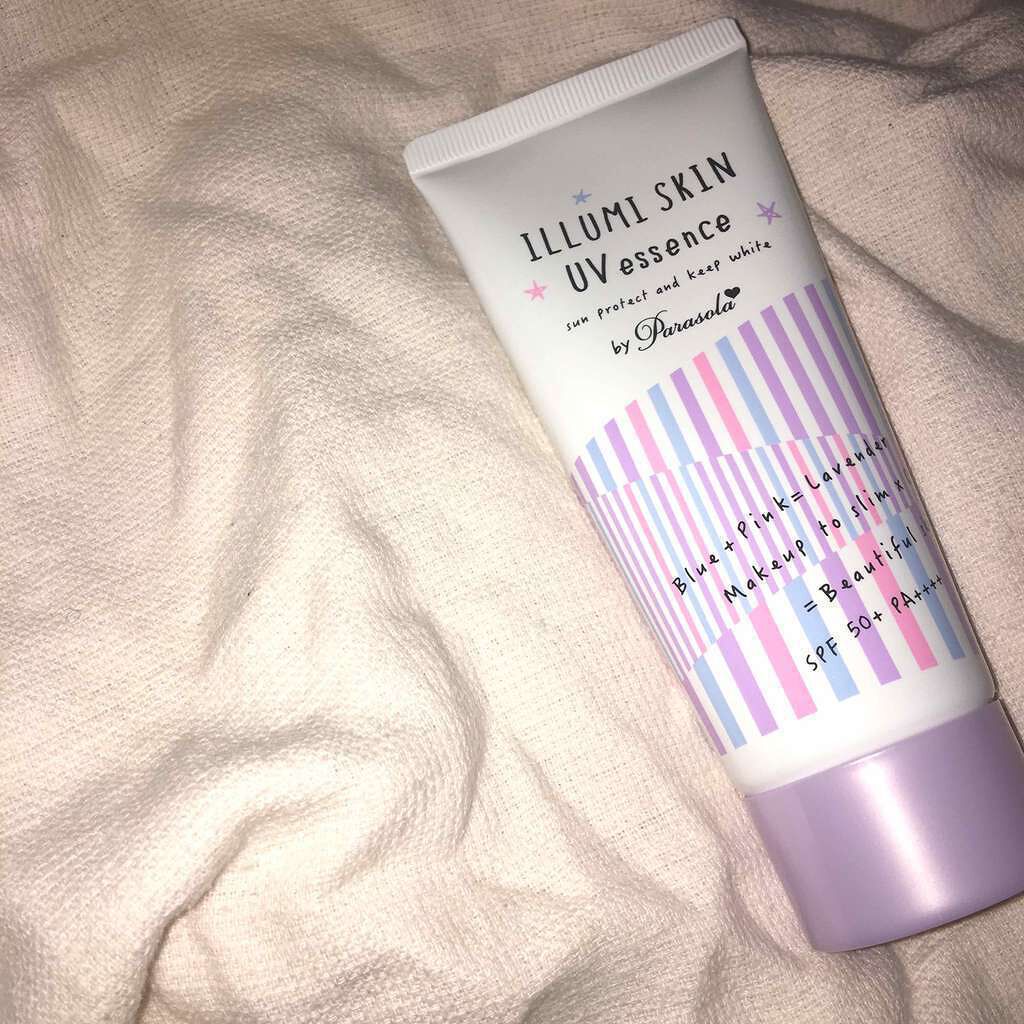 ILLUMI SKIN
UV essence
sun protect and keep white
by Parasola
Blue + Pink = Lavender
Makeup to slim x
= Beautiful
SPF 50+ PA++++